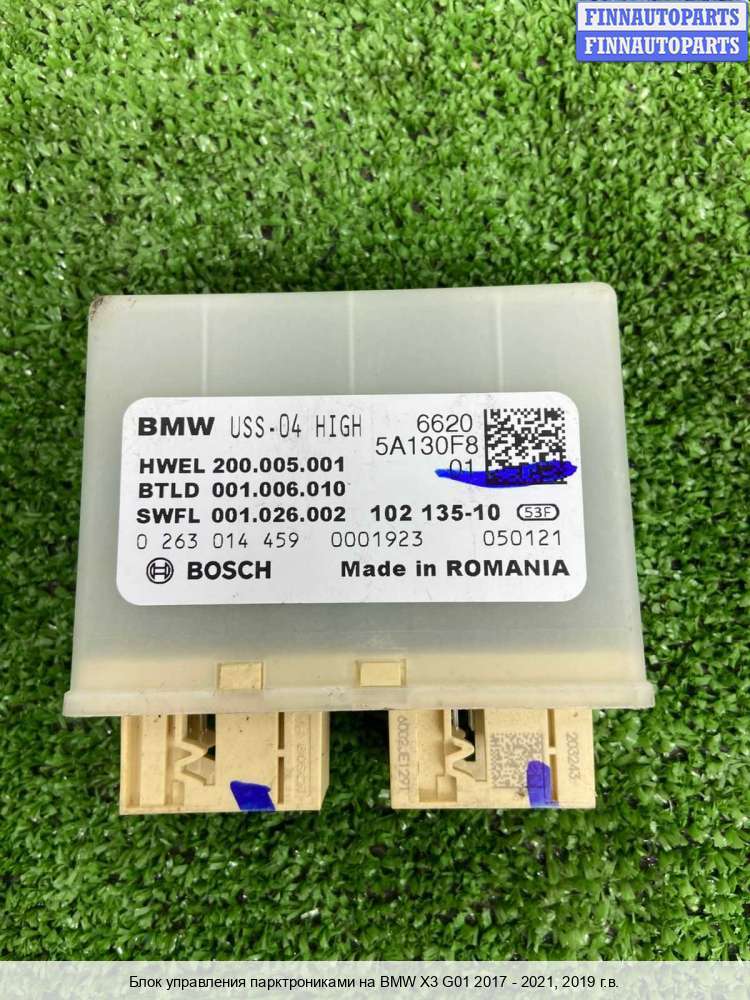 FINNAUTOPARTS
FINNAUTOPARTS
BMW USS-04 HIGH 6620
5A130F8
01
HWEL 200.005.001
BTLD 001.006.010
SWFL 001.026.002 102 135-10 53F
0 263 014 459 0001923 050121
BOSCH Made in ROMANIA
203243
Блок управления парктрониками на BMW X3 G01 2017 - 2021, 2019 г.в.